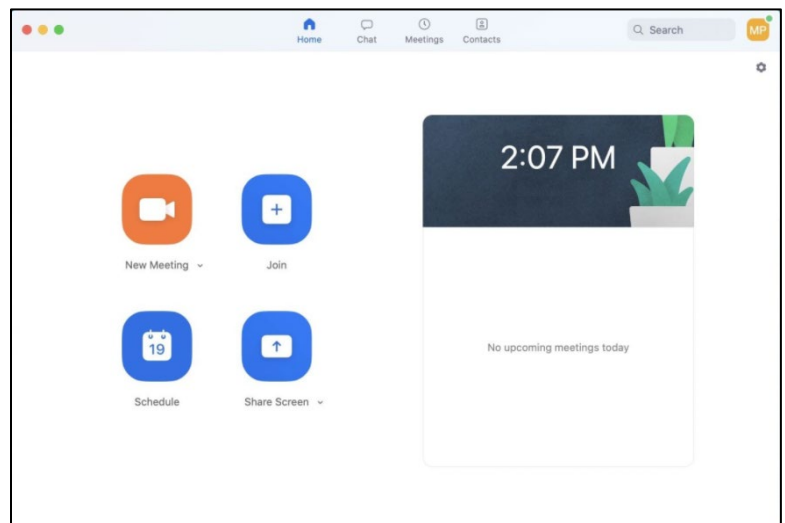 Home Chat Meetings Contacts Search MP
2:07 PM
New Meeting Join
19
Schedule Share Screen
No upcoming meetings today